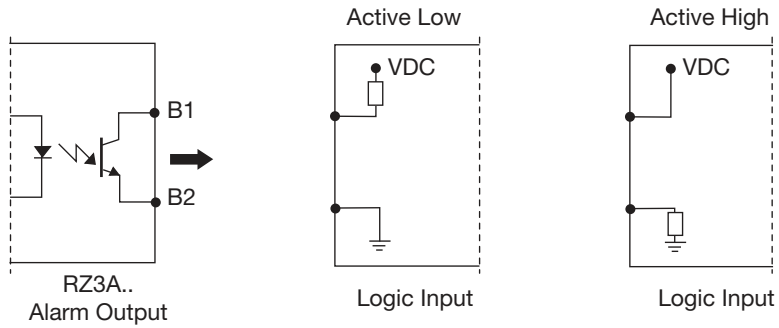 Active Low
Active High
VDC
VDC
B1
B2
RZ3A..
Alarm Output
Logic Input
Logic Input